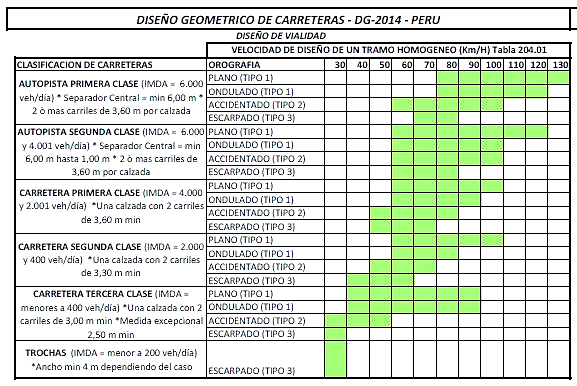 DISEÑO GEOMETRICO DE CARRETERAS - DG-2014 - PERU
DISEÑO DE VIALIDAD
VELOCIDAD DE DISEÑO DE UN TRAMO HOMOGENEO (Km/H) Tabla 204.01
CLASIFICACION DE CARRETERAS OROGRAFIA 30 40 50 60 70 80 90 100 110 120 130
AUTOPISTA PRIMERA CLASE (IMDA = 6.000
veh/día) * Separador Central = min 6,00 m *
2 ò mas carriles de 3,60 m por calzada
PLANO (TIPO 1)
ONDULADO (TIPO 1)
ACCIDENTADO (TIPO 2)
ESCARPADO (TIPO 3)
AUTOPISTA SEGUNDA CLASE (IMDA = 6.000
y 4.001 veh/día) * Separador Central = min
6,00 m hasta 1,00 m * 2 ò mas carriles de
3,60 m por calzada
PLANO (TIPO 1)
ONDULADO (TIPO 1)
ACCIDENTADO (TIPO 2)
ESCARPADO (TIPO 3)
CARRETERA PRIMERA CLASE (IMDA = 4.000
y 2.001 veh/día) *Una calzada con 2 carriles
de 3,60 m min
PLANO (TIPO 1)
ONDULADO (TIPO 1)
ACCIDENTADO (TIPO 2)
ESCARPADO (TIPO 3)
CARRETERA SEGUNDA CLASE (IMDA = 2.000
y 400 veh/día) *Una calzada con 2 carriles
de 3,30 m min
PLANO (TIPO 1)
ONDULADO (TIPO 1)
ACCIDENTADO (TIPO 2)
ESCARPADO (TIPO 3)
CARRETERA TERCERA CLASE (IMDA =
menores a 400 veh/día) *Una calzada con 2
carriles de 3,00 m min *Medida excepcional
2,50 m min
PLANO (TIPO 1)
ONDULADO (TIPO 1)
ACCIDENTADO (TIPO 2)
ESCARPADO (TIPO 3)
TROCHAS (IMDA = menor a 200 veh/día)
*Ancho min 4 m dependiendo del caso
ESCARPADO (TIPO 3)